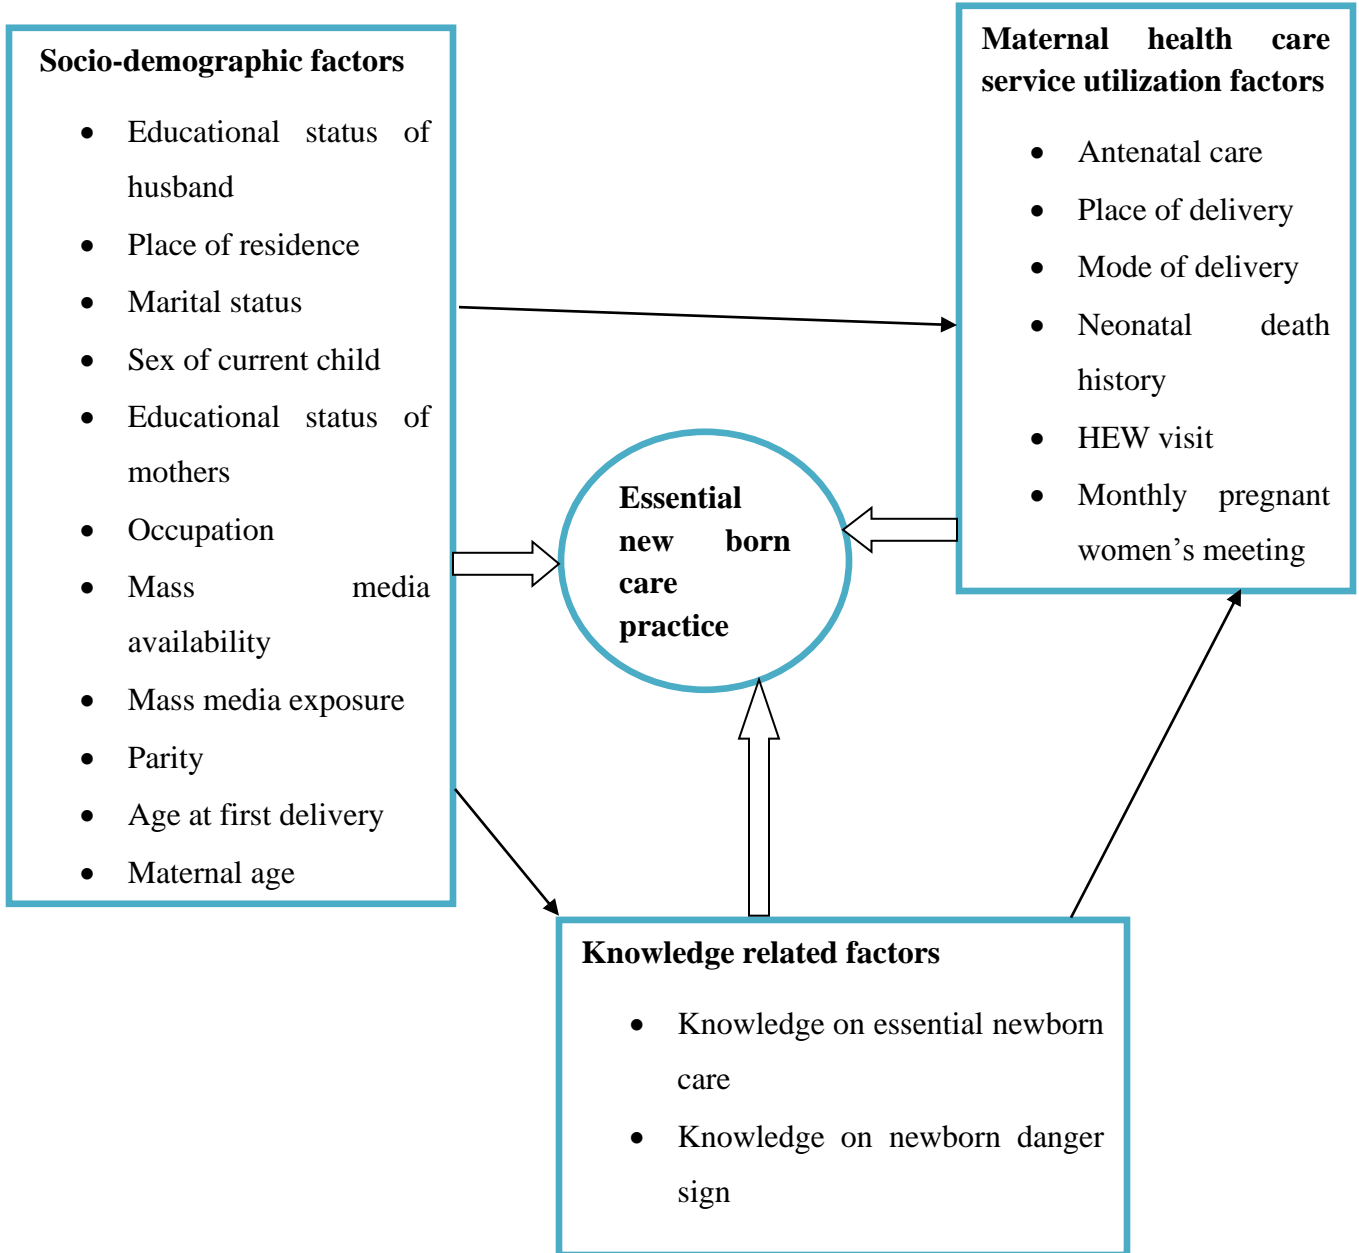 Socio-demographic factors
• Educational status of
husband
• Place of residence
• Marital status
• Sex of current child
• Educational status of
mothers
• Occupation
• Mass media
availability
• Mass media exposure
• Parity
• Age at first delivery
• Maternal age
Maternal health care
service utilization factors
• Antenatal care
• Place of delivery
• Mode of delivery
• Neonatal death
history
• HEW visit
• Monthly pregnant
women’s meeting
Essential
new born
care
practice
Knowledge related factors
• Knowledge on essential newborn
care
• Knowledge on newborn danger
sign